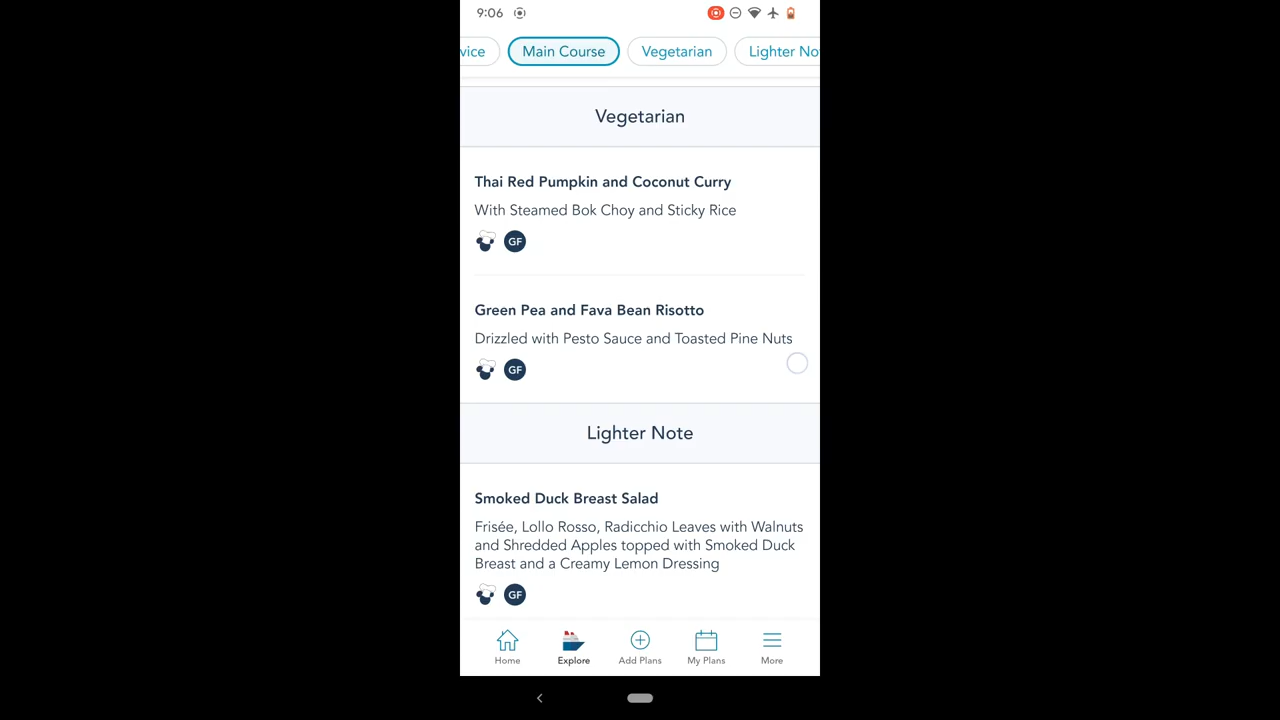 9:06
vice
Main Course
Vegetarian
Lighter No
Vegetarian
Thai Red Pumpkin and Coconut Curry
With Steamed Bok Choy and Sticky Rice
GF
Green Pea and Fava Bean Risotto
Drizzled with Pesto Sauce and Toasted Pine Nuts
GF
Lighter Note
Smoked Duck Breast Salad
Frisée, Lollo Rosso, Radicchio Leaves with Walnuts
and Shredded Apples topped with Smoked Duck
Breast and a Creamy Lemon Dressing
GF
Home
Explore
Add Plans
My Plans
More